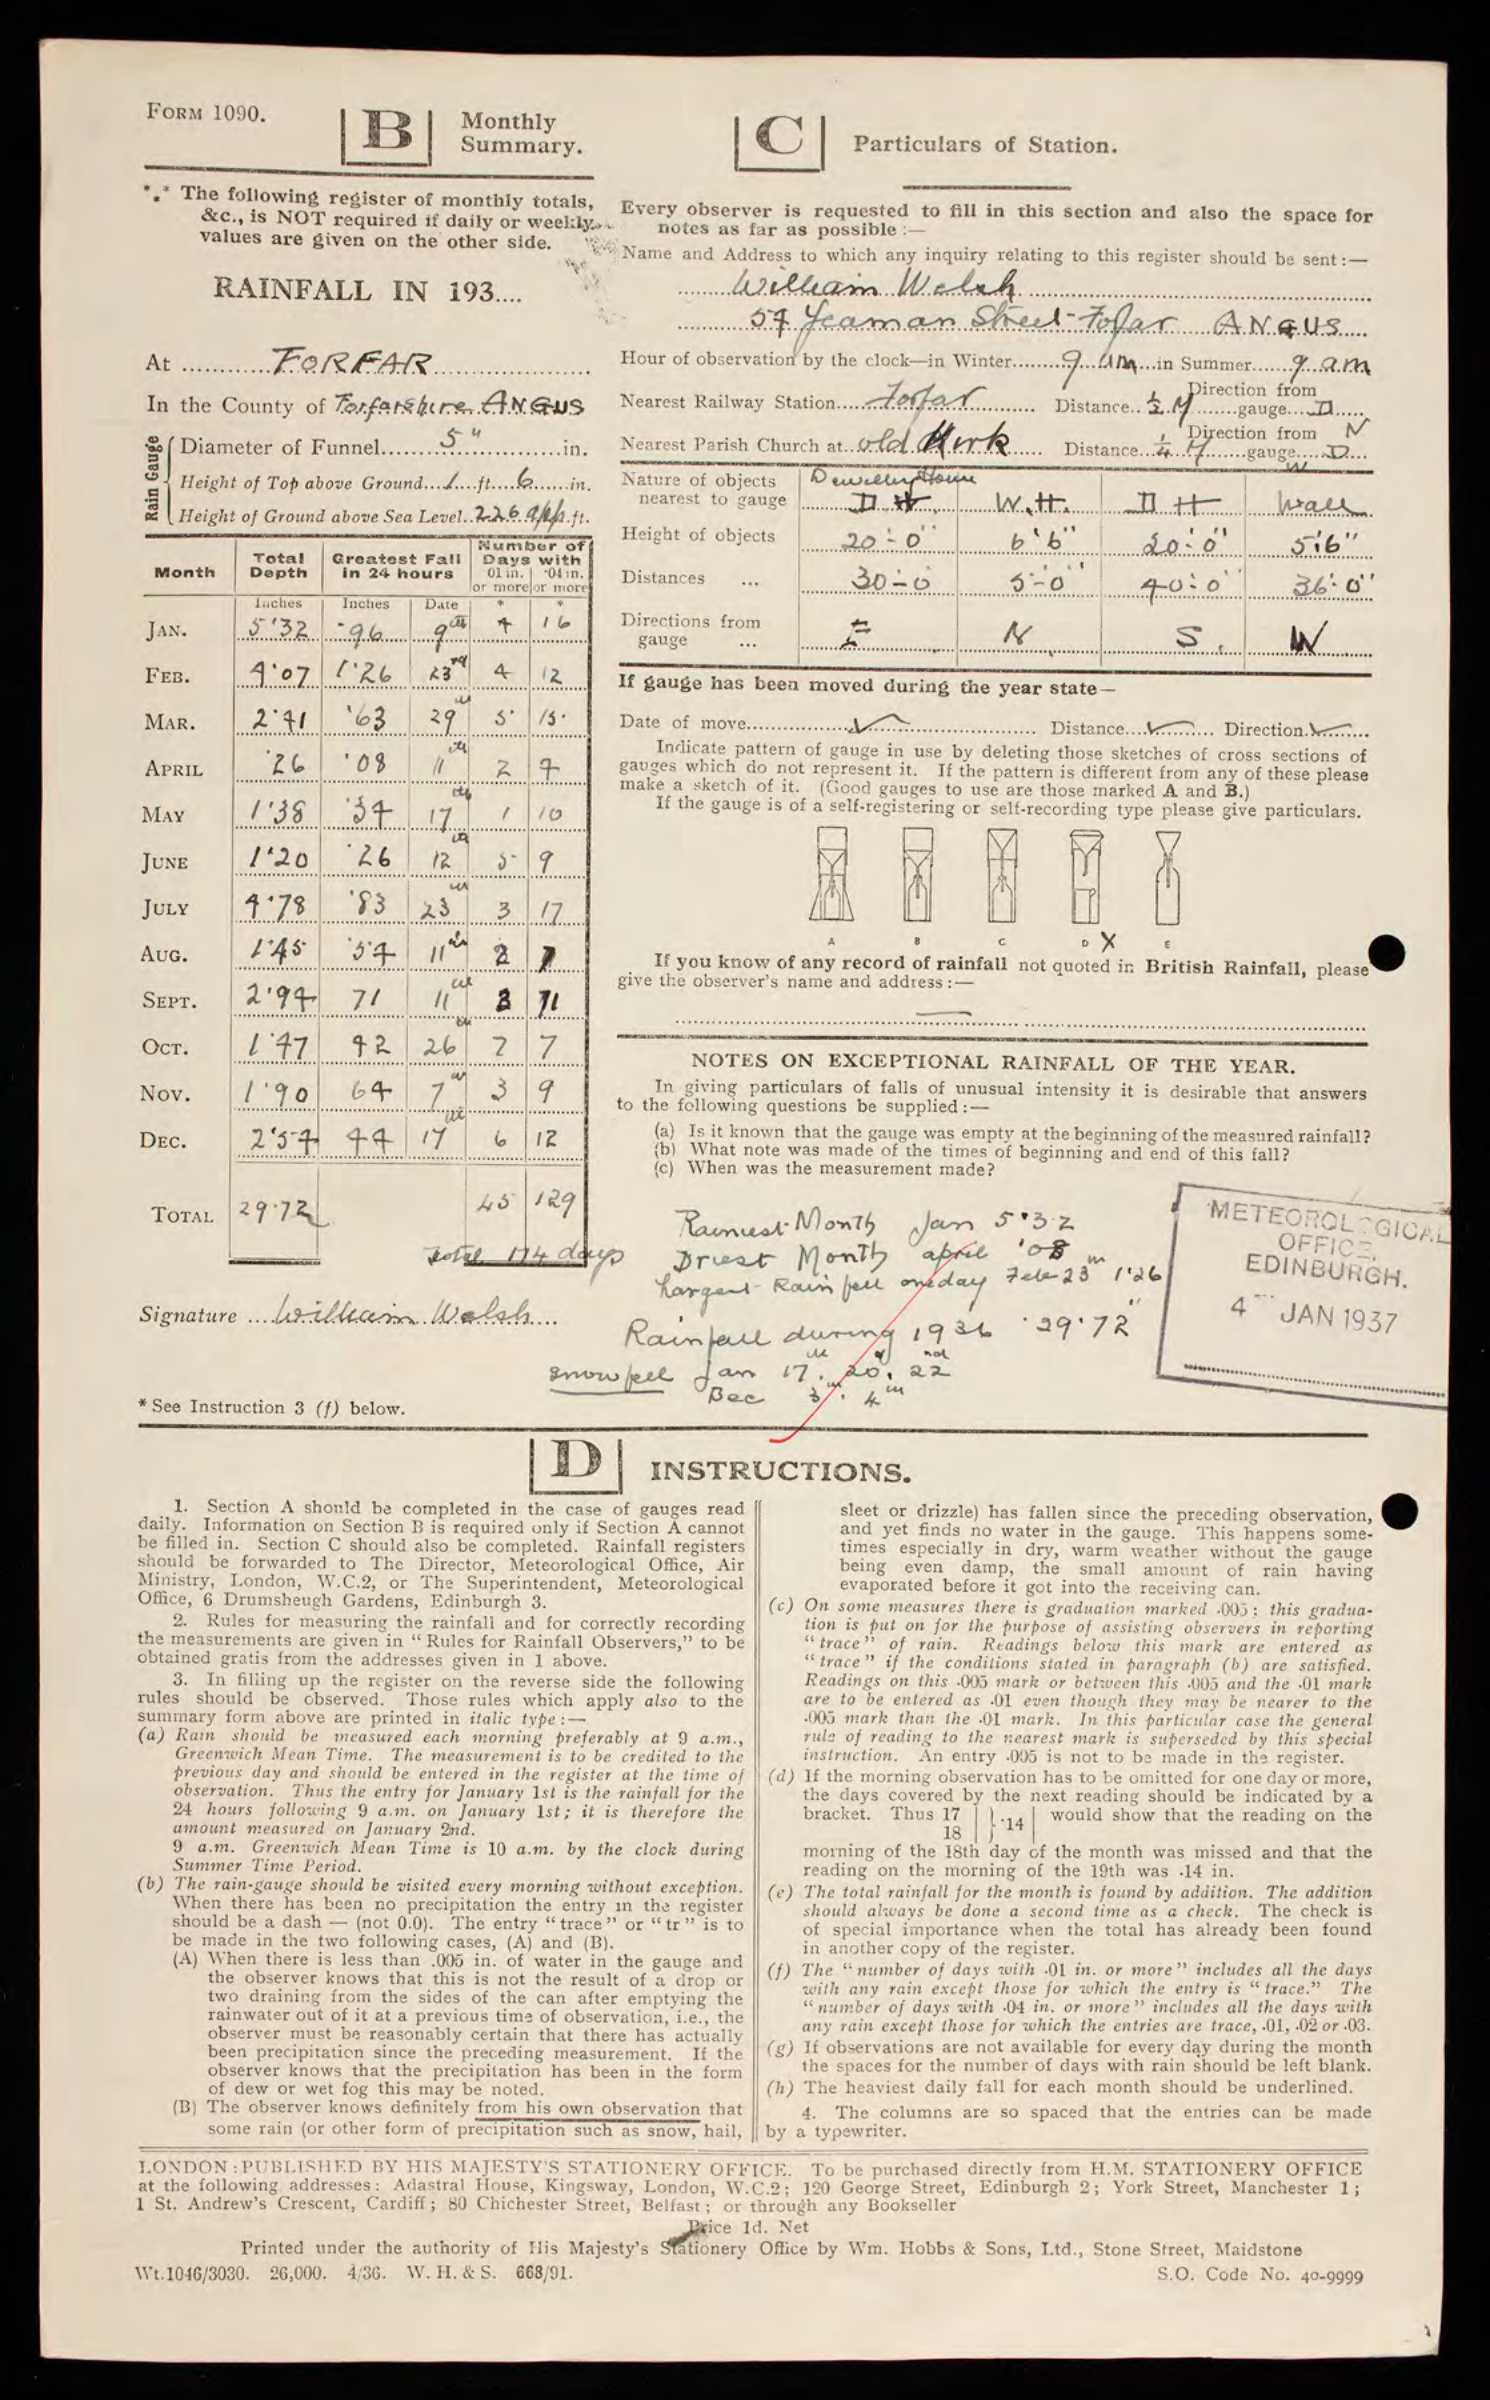 FORM 1090.
B
Monthly
Summary.
*.* The following register of monthly totals,
&c., is NOT required if daily or weekly
values are given on the other side.
RAINFALL IN 193....
At FORFAR
In the County of Forfarshire ANGUS
Rain Gauge
Diameter of Funnel 5" in.
Height of Top above Ground 1 ft. 6 in.
Height of Ground above Sea Level 226 app ft.
Month | Total Depth | Greatest Fall in 24 hours | Number of Days with
·01 in. or more | ·04 in. or more
Inches | Inches | Date | * | *
JAN. 5·32 ·96 9th 4 16
FEB. 4·07 1·26 23rd 4 12
MAR. 2·41 ·63 29th 5 15
APRIL ·26 ·08 11th 2 4
MAY 1·38 ·34 17th 1 10
JUNE 1·20 ·26 12th 5 9
JULY 4·78 ·83 23 3 17
AUG. 1·45 ·54 11th 7
SEPT. 2·94 71 11th 11
OCT. 1·47 42 26 7 7
NOV. 1·90 64 7th 3 9
DEC. 2·54 44 17th 6 12
TOTAL 29·72 45 129
Total 174 days
Signature William Welsh
* See Instruction 3 (f) below.
C
Particulars of Station.
Every observer is requested to fill in this section and also the space for
notes as far as possible :—
Name and Address to which any inquiry relating to this register should be sent :—
William Welsh
54 Yeaman Street Forfar ANGUS
Hour of observation by the clock—in Winter 9 am in Summer 9 am
Nearest Railway Station Forfar Distance ½ M Direction from gauge
Nearest Parish Church at old Kirk Distance ¼ M Direction from gauge N W
Nature of objects nearest to gauge | Dwelling House D H | W.H. | D H | Wall
Height of objects | 20'-0" | 6'6" | 20'-0" | 5'6"
Distances ... | 30'-0 | 5'-0" | 40'-0" | 36'-0"
Directions from gauge ... | E | N | S. | W
If gauge has been moved during the year state—
Date of move ✓ Distance ✓ Direction ✓
Indicate pattern of gauge in use by deleting those sketches of cross sections of
gauges which do not represent it. If the pattern is different from any of these please
make a sketch of it. (Good gauges to use are those marked A and B.)
If the gauge is of a self-registering or self-recording type please give particulars.
A B C D X E
If you know of any record of rainfall not quoted in British Rainfall, please
give the observer's name and address :—
NOTES ON EXCEPTIONAL RAINFALL OF THE YEAR.
In giving particulars of falls of unusual intensity it is desirable that answers
to the following questions be supplied :—
(a) Is it known that the gauge was empty at the beginning of the measured rainfall?
(b) What note was made of the times of beginning and end of this fall?
(c) When was the measurement made?
Rainiest Month Jan 5·32
Driest Month april ·08
Largest Rain fell one day Feb 23rd 1·26
Rainfall during 1936 29·72"
Snow fell Jan 17th. 20th. 22nd
Dec 3rd. 4th
METEOROLOGICAL
OFFICE,
EDINBURGH.
4 JAN 1937
D
INSTRUCTIONS.
1. Section A should be completed in the case of gauges read
daily. Information on Section B is required only if Section A cannot
be filled in. Section C should also be completed. Rainfall registers
should be forwarded to The Director, Meteorological Office, Air
Ministry, London, W.C.2, or The Superintendent, Meteorological
Office, 6 Drumsheugh Gardens, Edinburgh 3.
2. Rules for measuring the rainfall and for correctly recording
the measurements are given in "Rules for Rainfall Observers," to be
obtained gratis from the addresses given in 1 above.
3. In filling up the register on the reverse side the following
rules should be observed. Those rules which apply also to the
summary form above are printed in italic type :—
(a) Rain should be measured each morning preferably at 9 a.m.,
Greenwich Mean Time. The measurement is to be credited to the
previous day and should be entered in the register at the time of
observation. Thus the entry for January 1st is the rainfall for the
24 hours following 9 a.m. on January 1st; it is therefore the
amount measured on January 2nd.
9 a.m. Greenwich Mean Time is 10 a.m. by the clock during
Summer Time Period.
(b) The rain-gauge should be visited every morning without exception.
When there has been no precipitation the entry in the register
should be a dash — (not 0.0). The entry "trace" or "tr" is to
be made in the two following cases, (A) and (B).
(A) When there is less than .005 in. of water in the gauge and
the observer knows that this is not the result of a drop or
two draining from the sides of the can after emptying the
rainwater out of it at a previous time of observation, i.e., the
observer must be reasonably certain that there has actually
been precipitation since the preceding measurement. If the
observer knows that the precipitation has been in the form
of dew or wet fog this may be noted.
(B) The observer knows definitely from his own observation that
some rain (or other form of precipitation such as snow, hail,
sleet or drizzle) has fallen since the preceding observation,
and yet finds no water in the gauge. This happens some-
times especially in dry, warm weather without the gauge
being even damp, the small amount of rain having
evaporated before it got into the receiving can.
(c) On some measures there is graduation marked .005; this gradua-
tion is put on for the purpose of assisting observers in reporting
"trace" of rain. Readings below this mark are entered as
"trace" if the conditions stated in paragraph (b) are satisfied.
Readings on this .005 mark or between this .005 and the .01 mark
are to be entered as .01 even though they may be nearer to the
.005 mark than the .01 mark. In this particular case the general
rule of reading to the nearest mark is superseded by this special
instruction. An entry .005 is not to be made in the register.
(d) If the morning observation has to be omitted for one day or more,
the days covered by the next reading should be indicated by a
bracket. Thus 17 18 } ·14 would show that the reading on the
morning of the 18th day of the month was missed and that the
reading on the morning of the 19th was .14 in.
(e) The total rainfall for the month is found by addition. The addition
should always be done a second time as a check. The check is
of special importance when the total has already been found
in another copy of the register.
(f) The "number of days with .01 in. or more" includes all the days
with any rain except those for which the entry is "trace." The
"number of days with .04 in. or more" includes all the days with
any rain except those for which the entries are trace, .01, .02 or .03.
(g) If observations are not available for every day during the month
the spaces for the number of days with rain should be left blank.
(h) The heaviest daily fall for each month should be underlined.
4. The columns are so spaced that the entries can be made
by a typewriter.
LONDON: PUBLISHED BY HIS MAJESTY'S STATIONERY OFFICE. To be purchased directly from H.M. STATIONERY OFFICE
at the following addresses: Adastral House, Kingsway, London, W.C.2; 120 George Street, Edinburgh 2; York Street, Manchester 1;
1 St. Andrew's Crescent, Cardiff; 80 Chichester Street, Belfast; or through any Bookseller
Price 1d. Net
Printed under the authority of His Majesty's Stationery Office by Wm. Hobbs & Sons, Ltd., Stone Street, Maidstone
Wt.1046/3030. 26,000. 4/36. W. H. & S. 668/91.
S.O. Code No. 40-9999